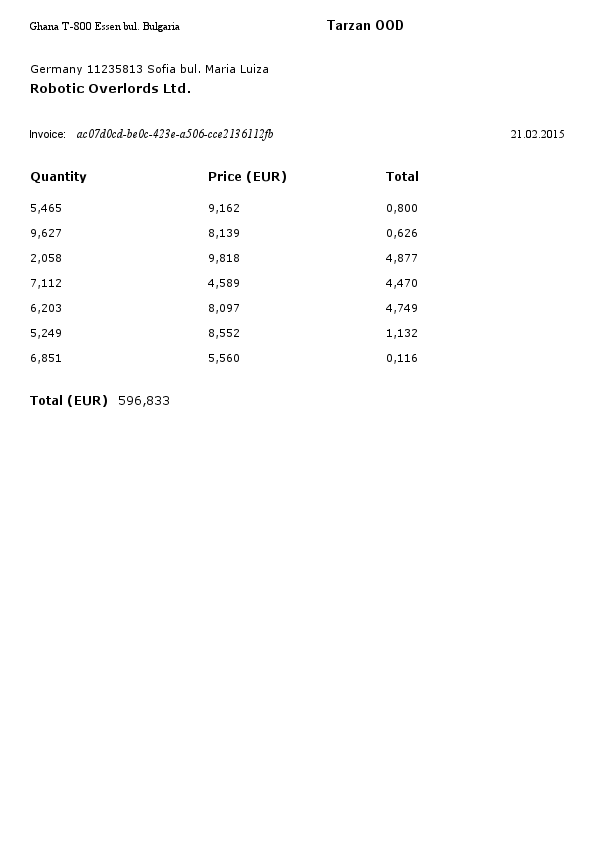 Ghana T-800 Essen bul. Bulgaria Tarzan OOD
Germany 11235813 Sofia bul. Maria Luiza
Robotic Overlords Ltd.
Invoice: ac07d0cd-be0c-423e-a506-cce2136112fb 21.02.2015
Quantity Price (EUR) Total
5,465 9,162 0,800
9,627 8,139 0,626
2,058 9,818 4,877
7,112 4,589 4,470
6,203 8,097 4,749
5,249 8,552 1,132
6,851 5,560 0,116
Total (EUR) 596,833